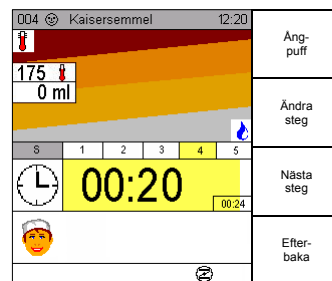 004 Kaisersemmel 12:20
175
0 ml
S 1 2 3 4 5
00:20
00:24
Ång-
puff
Ändra
steg
Nästa
steg
Efter-
baka